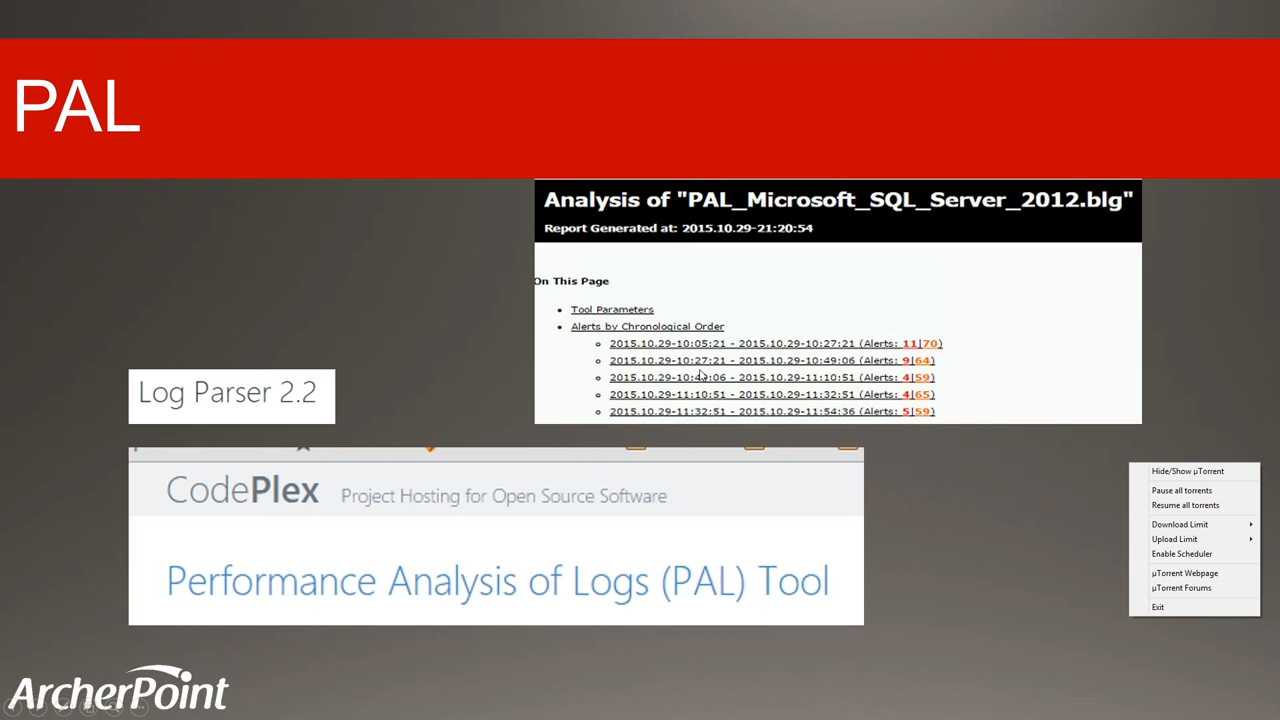 PAL
Analysis of "PAL_Microsoft_SQL_Server_2012.blg"
Report Generated at: 2015.10.29-21:20:54
On This Page
Tool Parameters
Alerts by Chronological Order
2015.10.29-10:05:21 - 2015.10.29-10:27:21 (Alerts: 11|70)
2015.10.29-10:27:21 - 2015.10.29-10:49:06 (Alerts: 9|64)
2015.10.29-10:49:06 - 2015.10.29-11:10:51 (Alerts: 4|59)
2015.10.29-11:10:51 - 2015.10.29-11:32:51 (Alerts: 4|65)
2015.10.29-11:32:51 - 2015.10.29-11:54:36 (Alerts: 5|59)
Log Parser 2.2
CodePlex Project Hosting for Open Source Software
Performance Analysis of Logs (PAL) Tool
Hide/Show µTorrent
Pause all torrents
Resume all torrents
Download Limit
Upload Limit
Enable Scheduler
µTorrent Webpage
µTorrent Forums
Exit
ArcherPoint